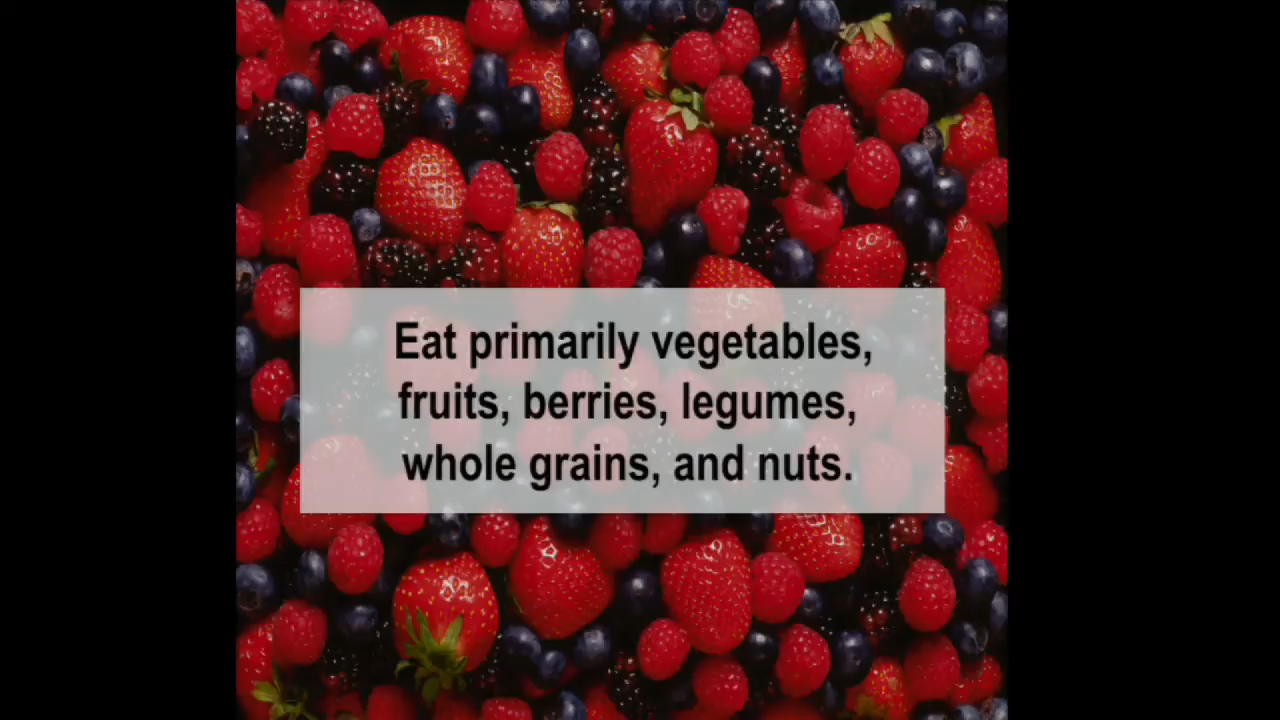 Eat primarily vegetables,
fruits, berries, legumes,
whole grains, and nuts.